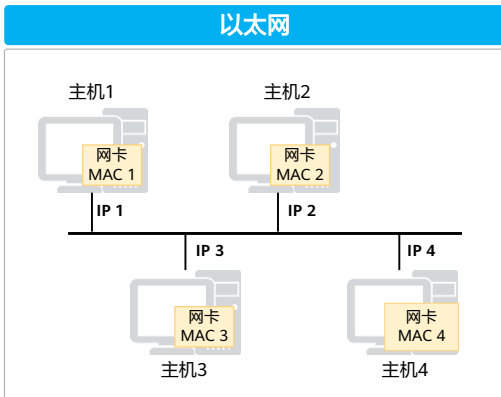 以太网
主机1
主机2
网卡
MAC 1
网卡
MAC 2
IP 1
IP 2
IP 3
IP 4
网卡
MAC 3
网卡
MAC 4
主机3
主机4